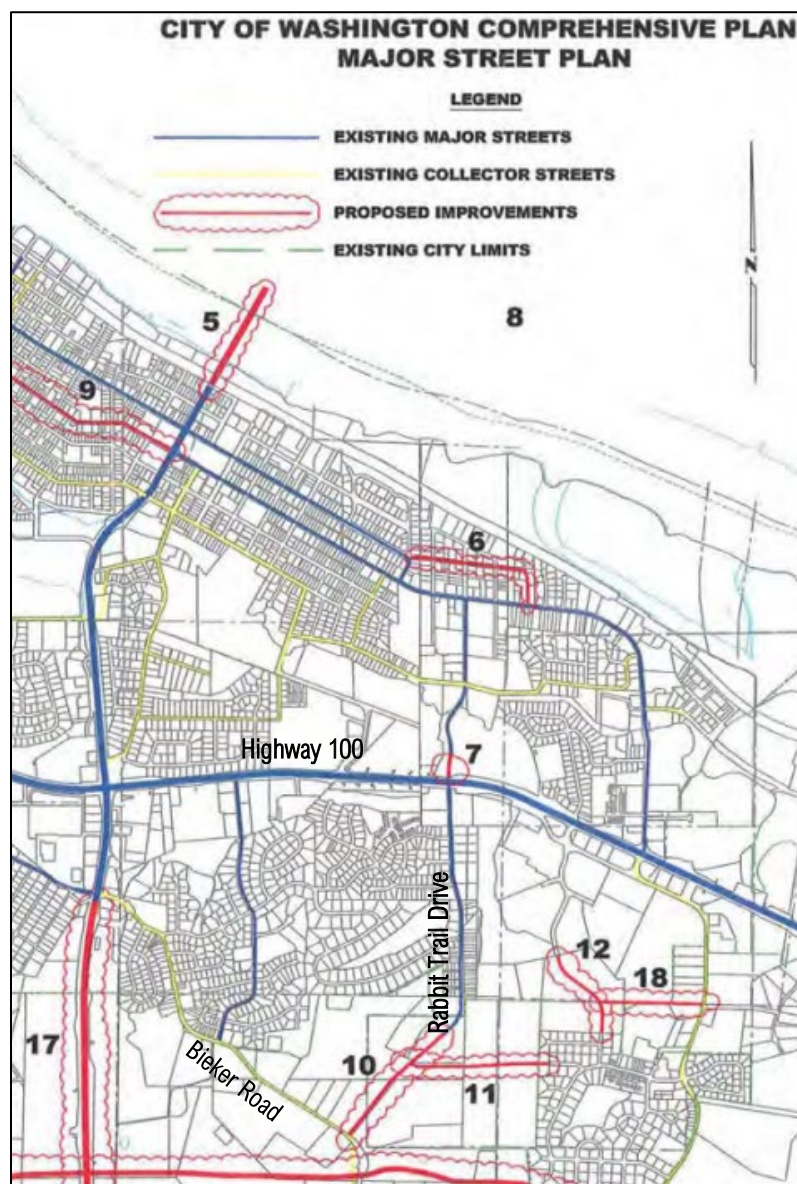 CITY OF WASHINGTON COMPREHENSIVE PLAN
MAJOR STREET PLAN
LEGEND
EXISTING MAJOR STREETS
EXISTING COLLECTOR STREETS
PROPOSED IMPROVEMENTS
EXISTING CITY LIMITS
N
5
8
9
6
Highway 100
7
Rabbit Trail Drive
12
18
17
Bieker Road
10
11